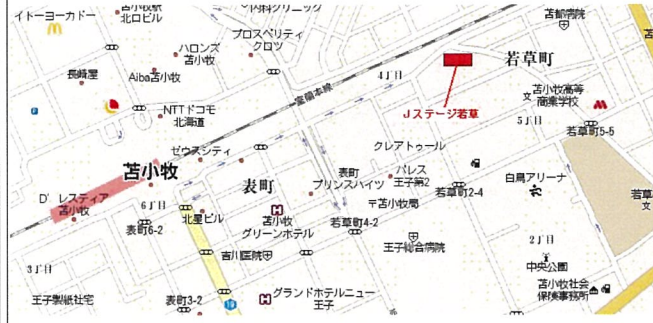 イトーヨーカドー
苫小牧駅
北口ビル
内科クリニック
プロスペリティ
クロツ
ハロンズ
苫小牧
Aiba苫小牧
長崎屋
NTTドコモ
北海道
室蘭本線
4丁目
若草町
苫都病院
Jステージ若草
苫小牧高等
商業学校
文
5丁目
若草町5-5
ゼウスシティ
苫小牧
D'レスティア
苫小牧
6丁目
表町6-2
北星ビル
表町
表町
プリンスハイツ
クレアトゥール
パレス
王子第2
〒苫小牧局
若草町2-4
白鳥アリーナ
若草
文
H
苫小牧
グリーンホテル
若草町4-2
吉川医院
王子総合病院
2丁目
中央公園
苫小牧社会
保険事務所
3丁目
王子製紙社宅
表町3-2
H
グランドホテルニュー
王子